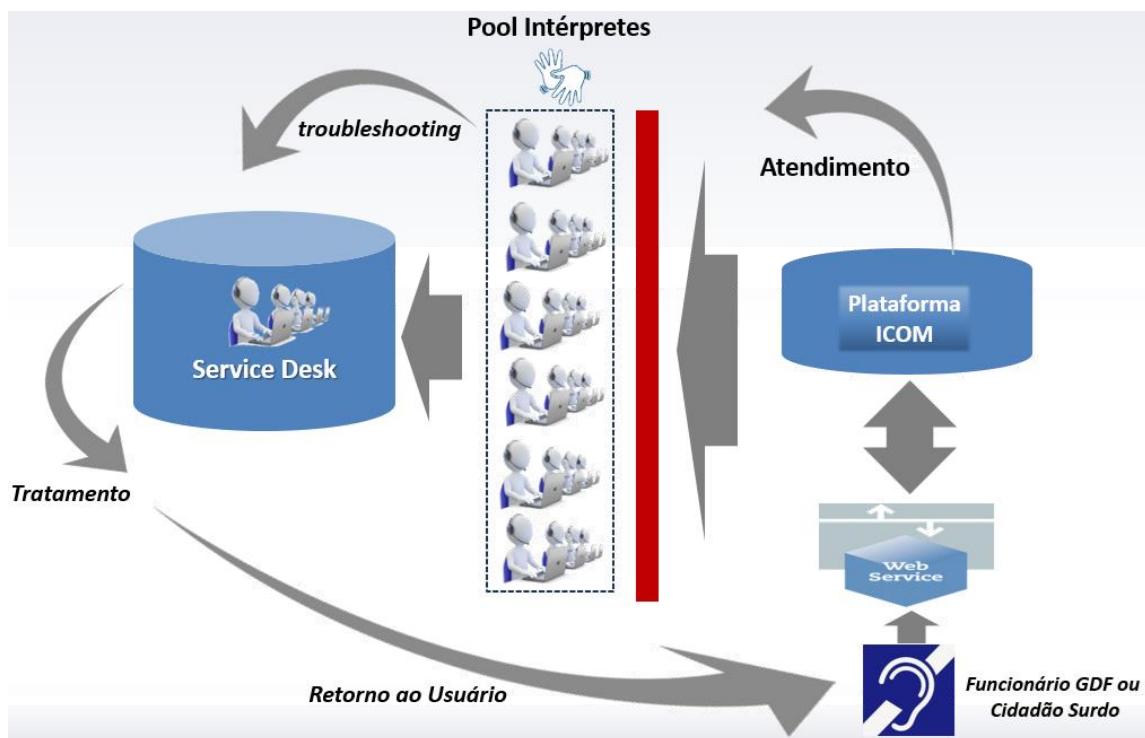 Pool Intérpretes
troubleshooting
Atendimento
Plataforma
ICOM
Service Desk
Tratamento
Web
Service
Retorno ao Usuário
Funcionário GDF ou
Cidadão Surdo